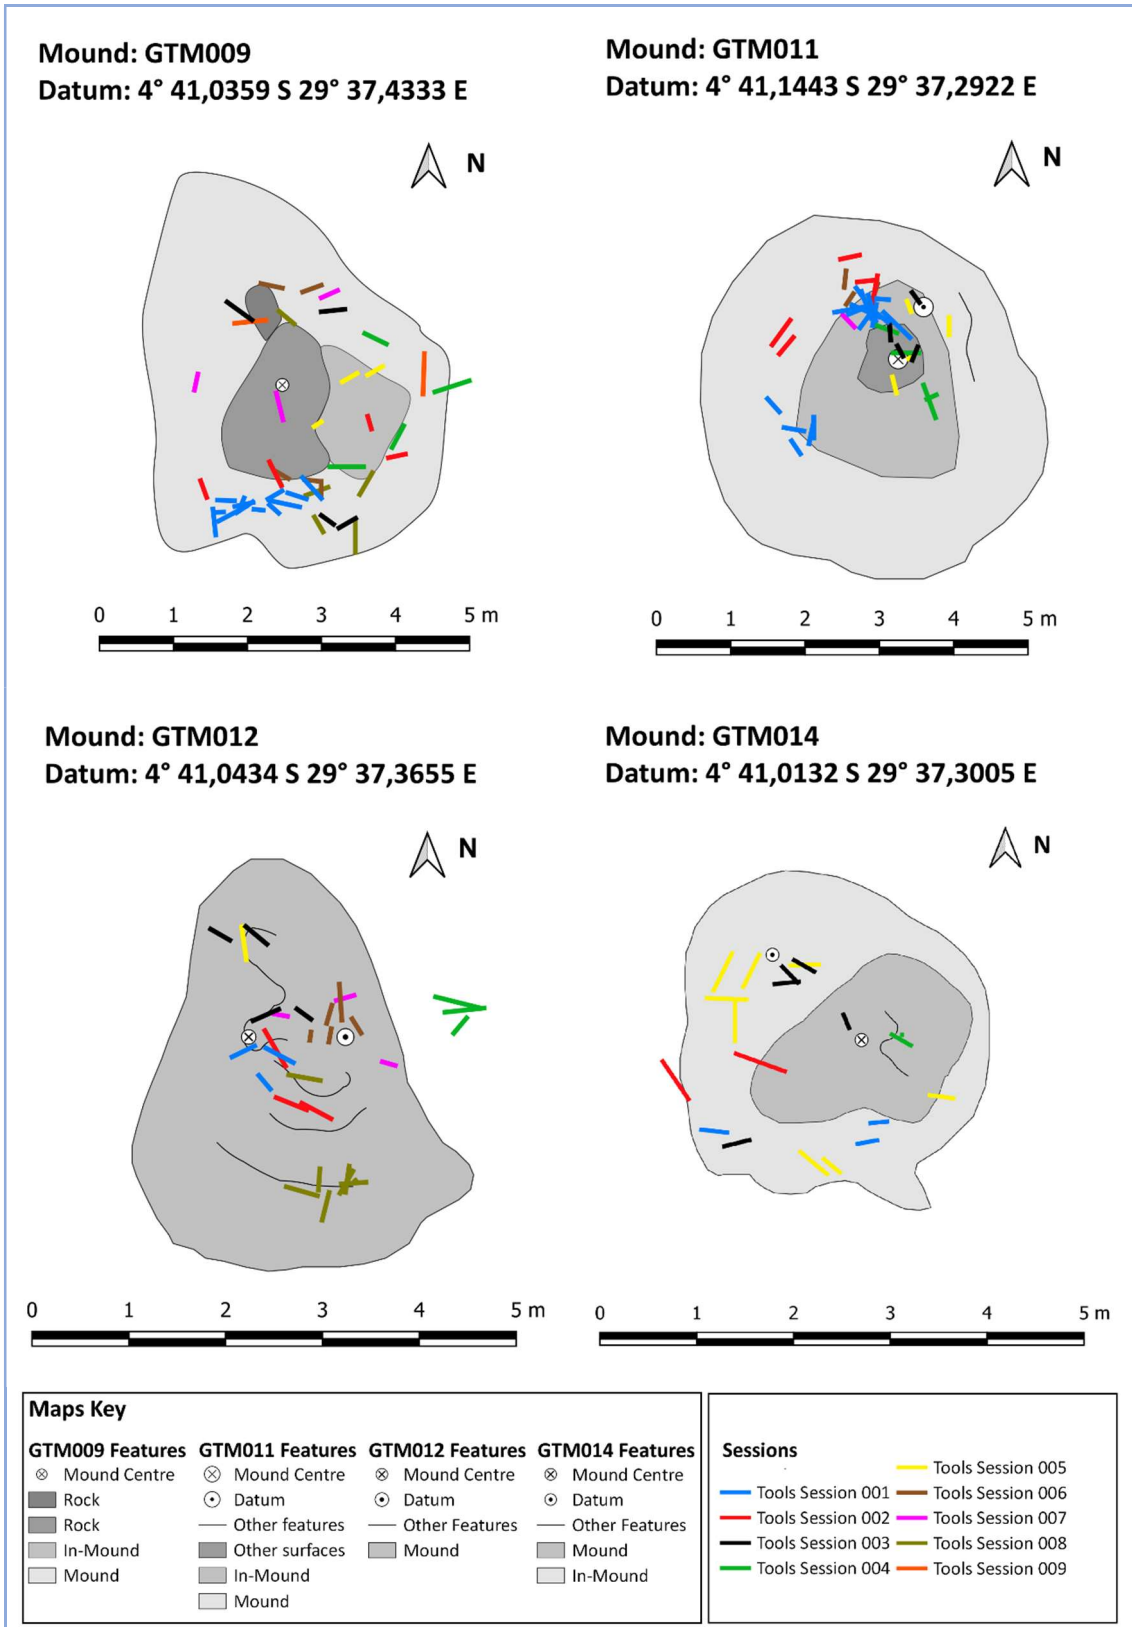 Mound: GTM009
Datum: 4° 41,0359 S 29° 37,4333 E
Mound: GTM011
Datum: 4° 41,1443 S 29° 37,2922 E
N
N
0 1 2 3 4 5 m
0 1 2 3 4 5 m
Mound: GTM012
Datum: 4° 41,0434 S 29° 37,3655 E
Mound: GTM014
Datum: 4° 41,0132 S 29° 37,3005 E
N
N
0 1 2 3 4 5 m
0 1 2 3 4 5 m
Maps Key
GTM009 Features
Mound Centre
Rock
Rock
In-Mound
Mound
GTM011 Features
Mound Centre
Datum
Other features
Other surfaces
In-Mound
Mound
GTM012 Features
Mound Centre
Datum
Other Features
Mound
GTM014 Features
Mound Centre
Datum
Other Features
Mound
In-Mound
Sessions
Tools Session 001
Tools Session 002
Tools Session 003
Tools Session 004
Tools Session 005
Tools Session 006
Tools Session 007
Tools Session 008
Tools Session 009